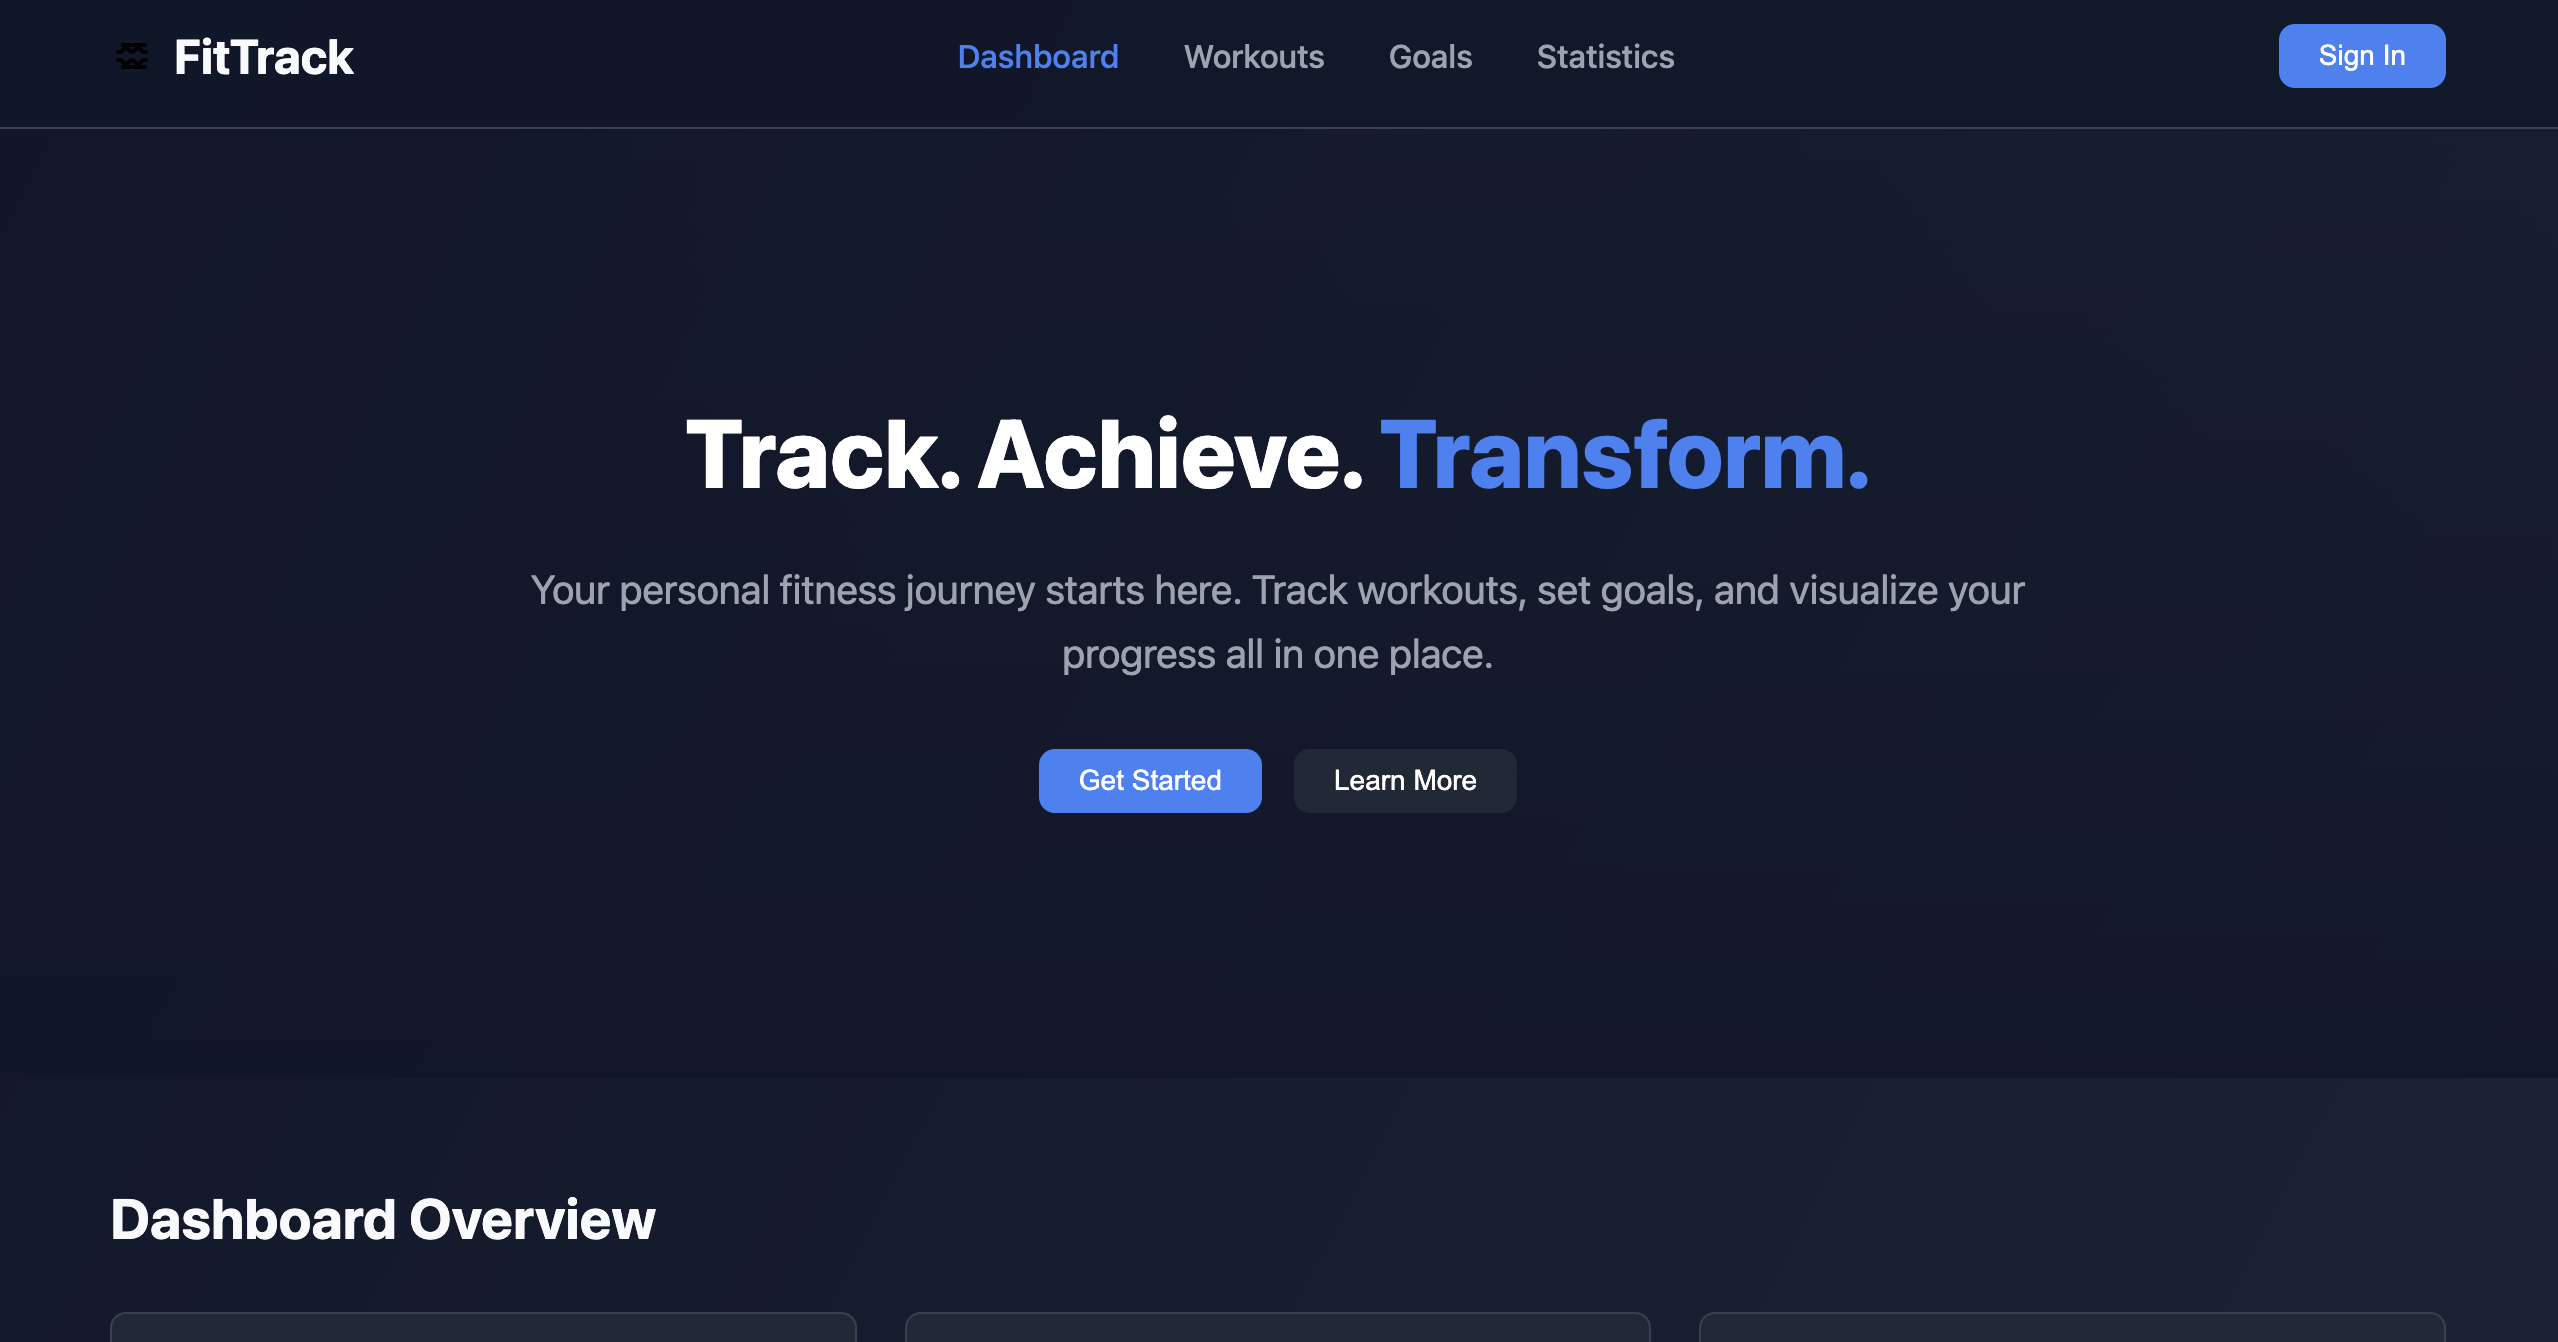 FitTrack
Dashboard
Workouts
Goals
Statistics
Sign In
Track. Achieve. Transform.
Your personal fitness journey starts here. Track workouts, set goals, and visualize your
progress all in one place.
Get Started
Learn More
Dashboard Overview